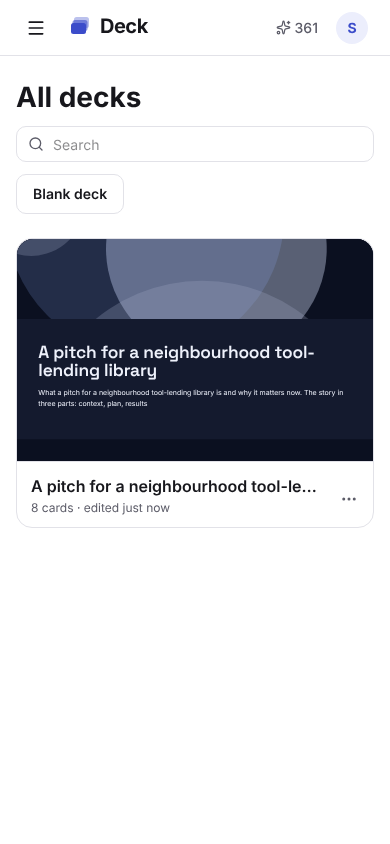 Deck
361
S
All decks
Search
Blank deck
A pitch for a neighbourhood tool-
lending library
What a pitch for a neighbourhood tool-lending library is and why it matters now. The story in
three parts: context, plan, results
A pitch for a neighbourhood tool-le...
8 cards · edited just now